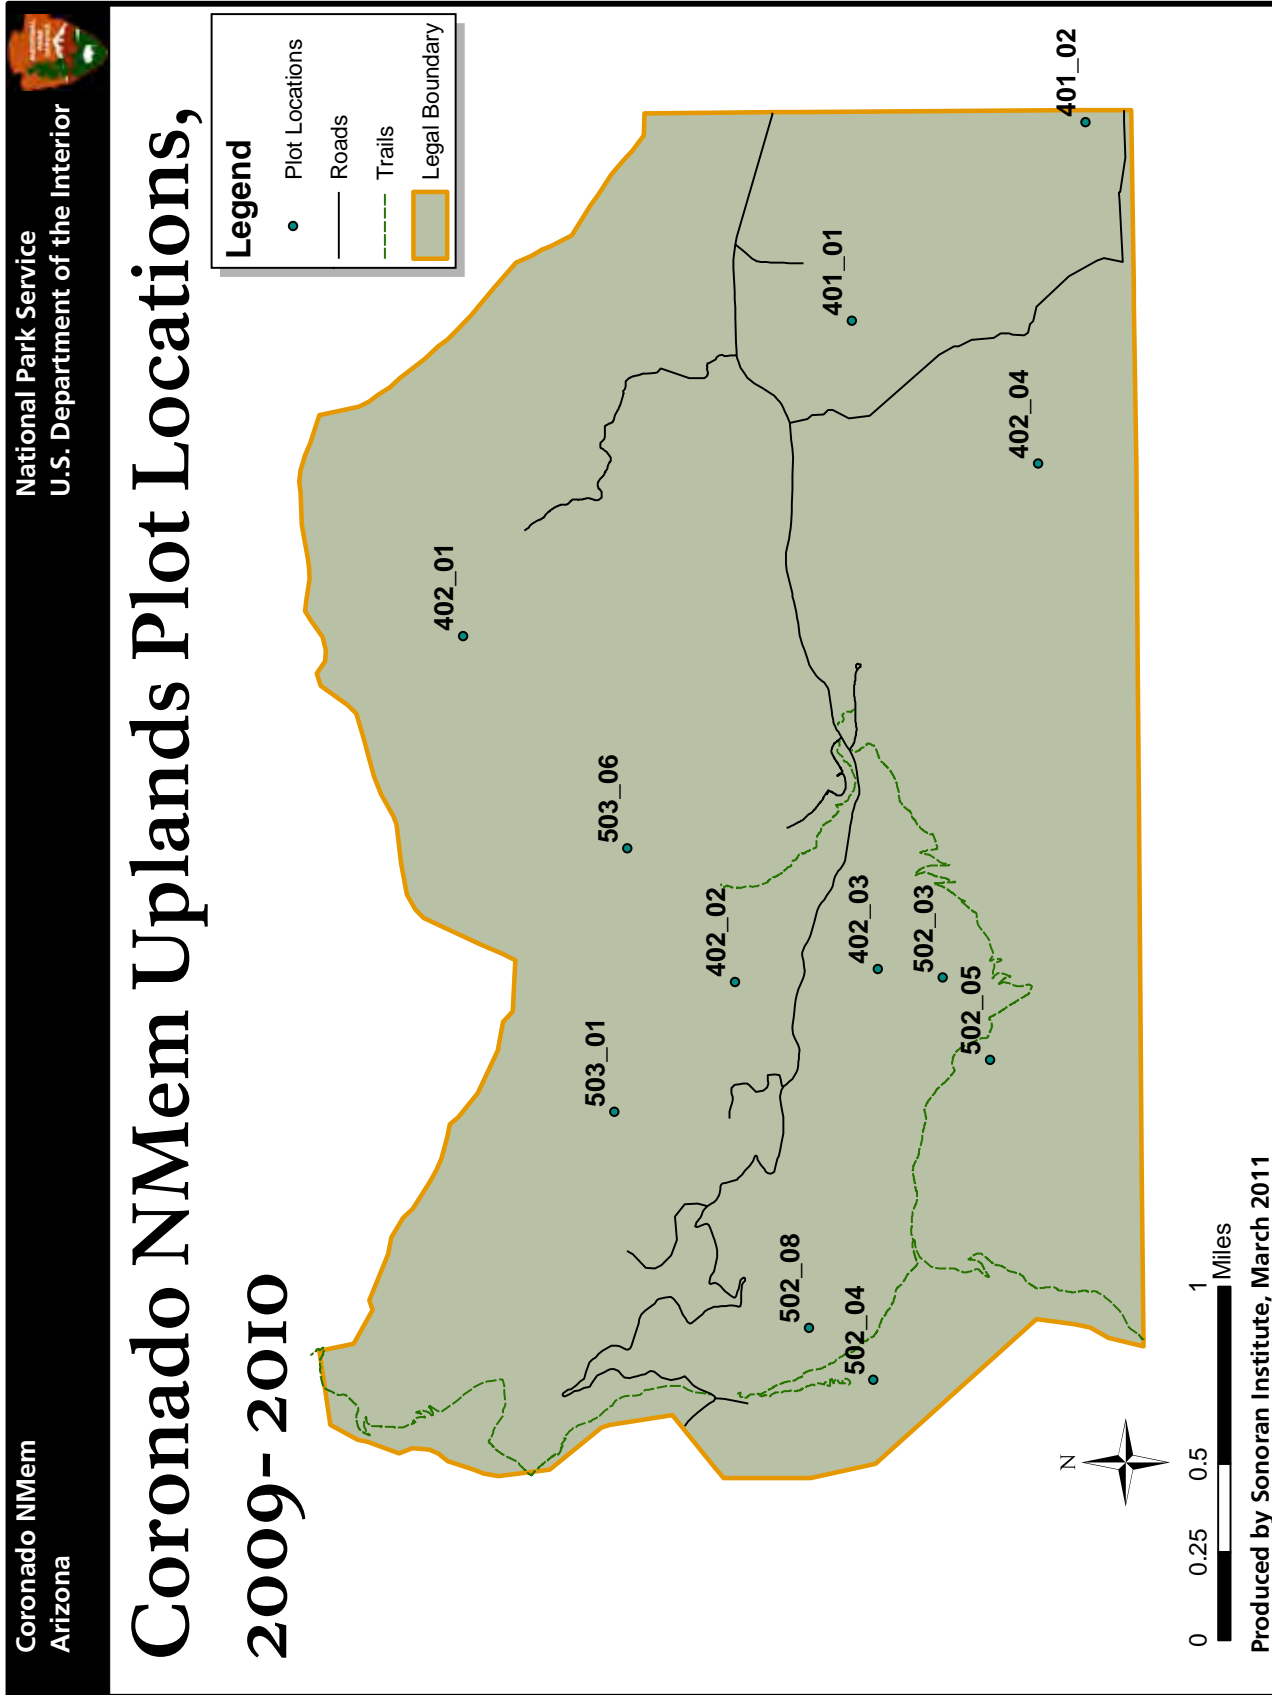 Coronado NMem
Arizona
National Park Service
U.S. Department of the Interior
Coronado NMem Uplands Plot Locations,
2009- 2010
Legend
Plot Locations
Roads
Trails
Legal Boundary
402_01
503_06
503_01
402_02
401_01
402_03
502_08
502_03
502_04
502_05
402_04
401_02
N
0 0.25 0.5 1
Miles
Produced by Sonoran Institute, March 2011